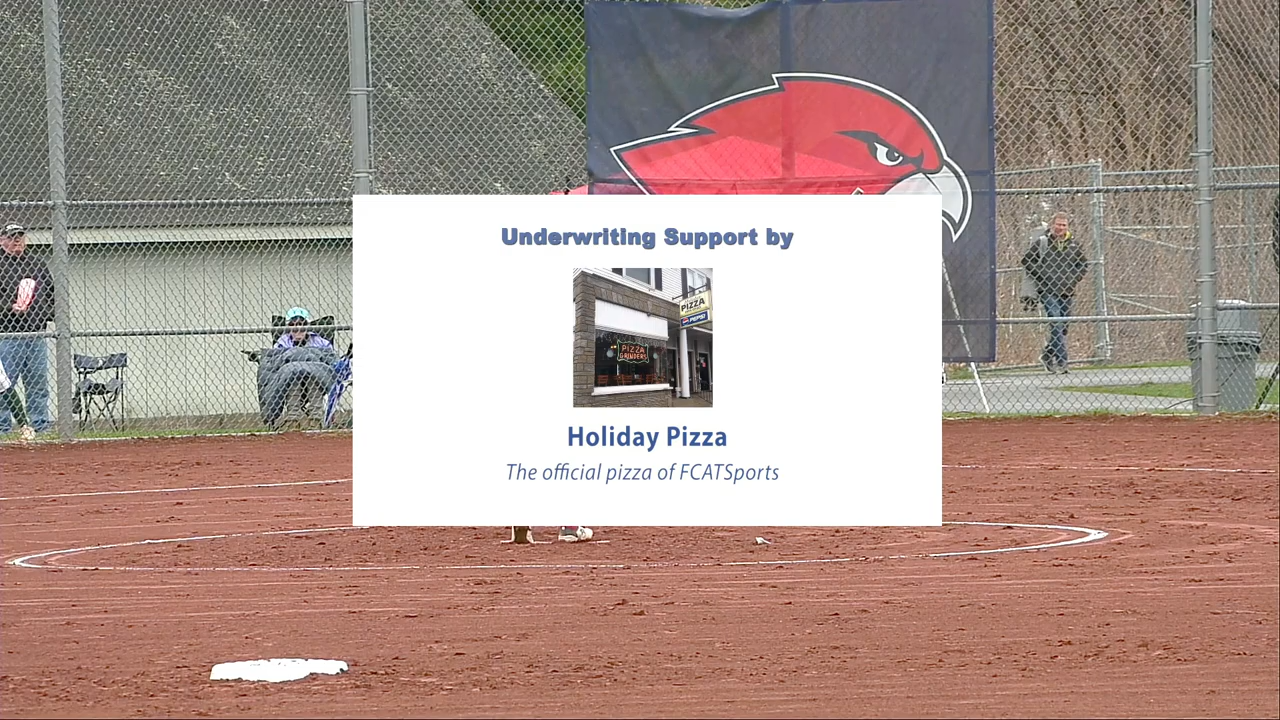 Underwriting Support by
PIZZA
PEPSI
PIZZA
GRINDERS
Holiday Pizza
The official pizza of FCATSports